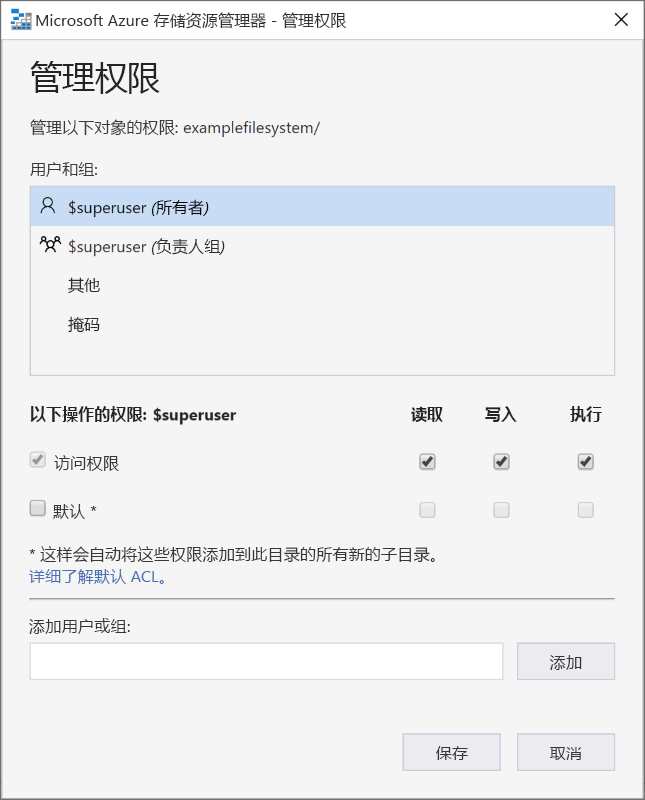 Microsoft Azure 存储资源管理器 - 管理权限
管理权限
管理以下对象的权限: examplefilesystem/
用户和组:
$superuser (所有者)
$superuser (负责人组)
其他
掩码
以下操作的权限: $superuser 读取 写入 执行
访问权限
默认 *
* 这样会自动将这些权限添加到此目录的所有新的子目录。
详细了解默认 ACL。
添加用户或组:
添加
保存 取消